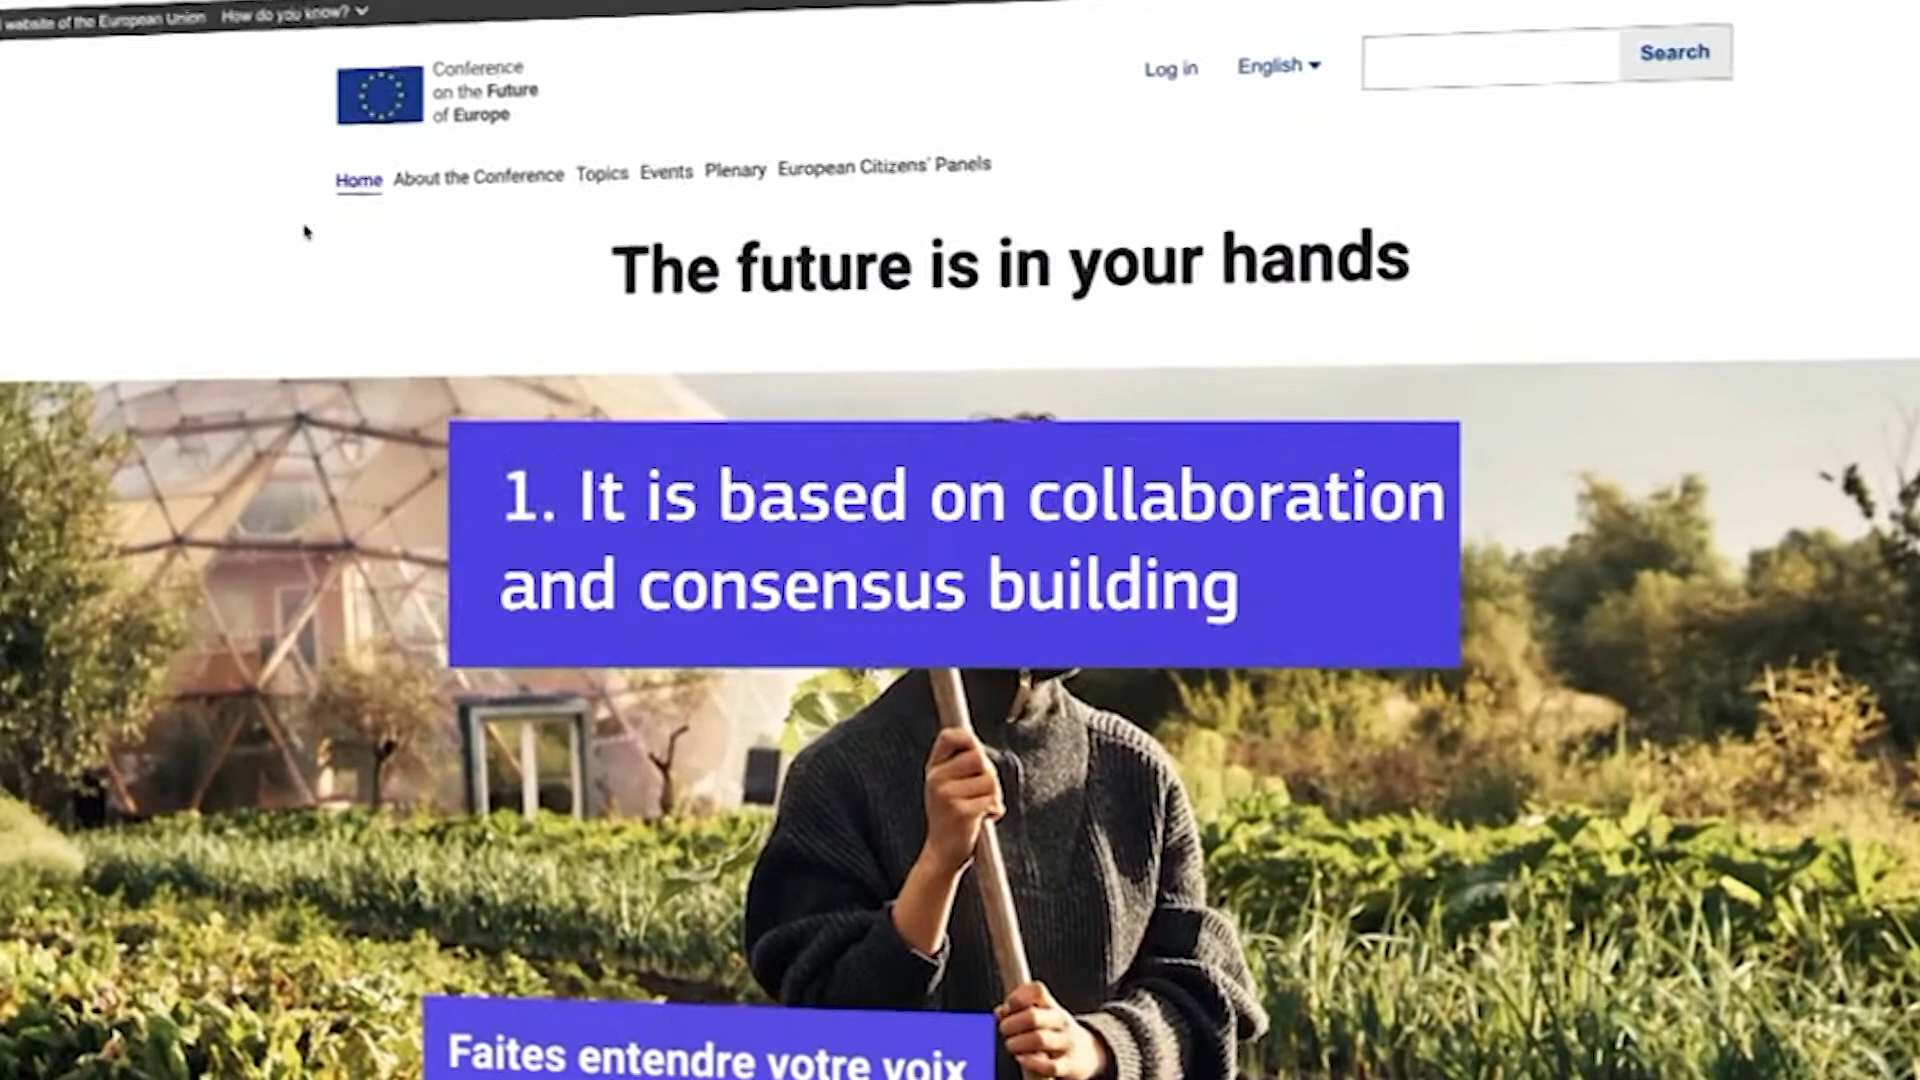 website of the European Union How do you know?
Conference
on the Future
of Europe
Log in English Search
Home About the Conference Topics Events Plenary European Citizens' Panels
The future is in your hands
1. It is based on collaboration
and consensus building
Faites entendre votre voix